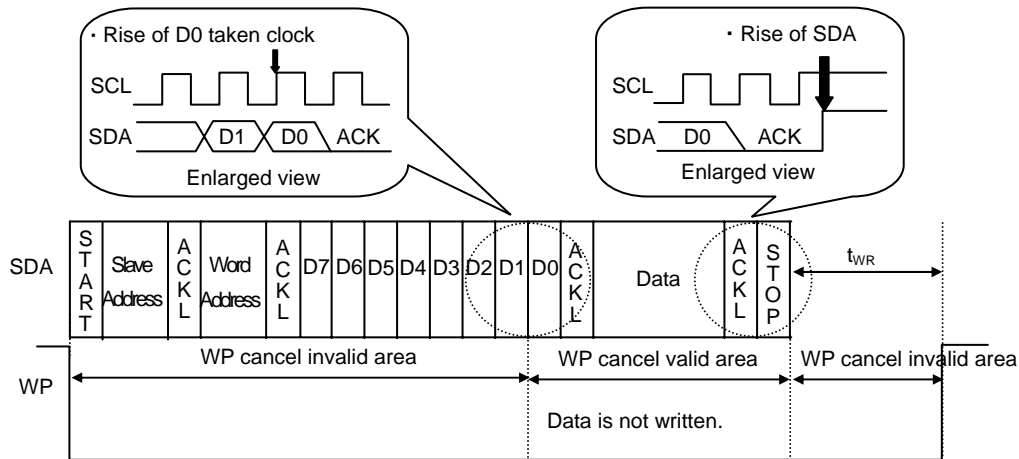 ・Rise of D0 taken clock
SCL
SDA D1 D0 ACK
Enlarged view
・Rise of SDA
SCL
SDA D0 ACK
Enlarged view
SDA START Slave Address ACKL Word Address ACKL D7 D6 D5 D4 D3 D2 D1 D0 ACKL Data ACKL STOP tWR
WP cancel invalid area WP cancel valid area WP cancel invalid area
WP
Data is not written.